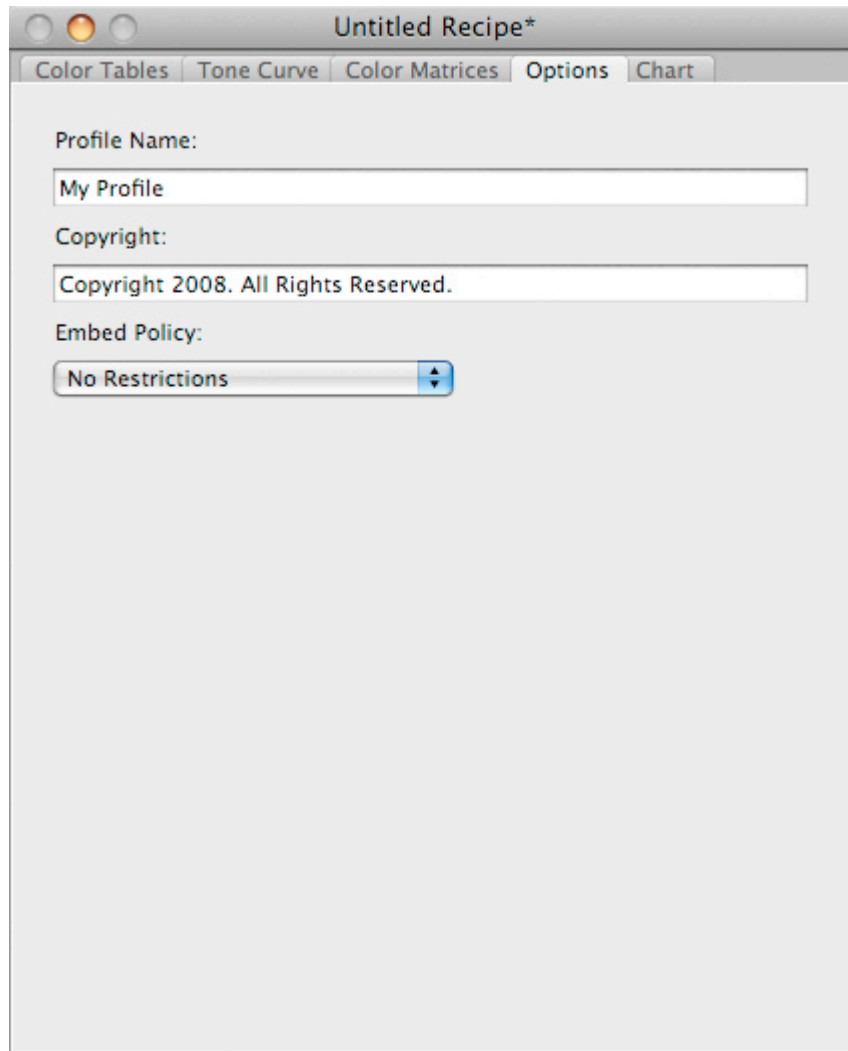 Untitled Recipe*
Color Tables Tone Curve Color Matrices Options Chart
Profile Name:
My Profile
Copyright:
Copyright 2008. All Rights Reserved.
Embed Policy:
No Restrictions